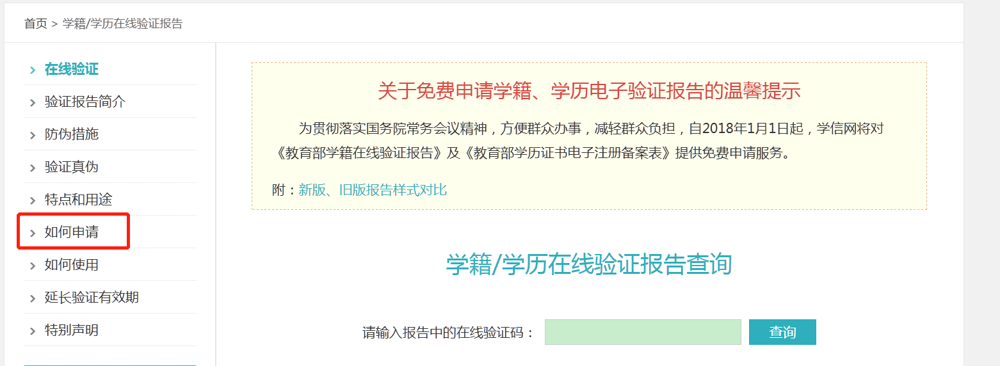 首页 > 学籍/学历在线验证报告
在线验证
验证报告简介
防伪措施
验证真伪
特点和用途
如何申请
如何使用
延长验证有效期
特别声明
关于免费申请学籍、学历电子验证报告的温馨提示
为贯彻落实国务院常务会议精神，方便群众办事，减轻群众负担，自2018年1月1日起，学信网将对
《教育部学籍在线验证报告》及《教育部学历证书电子注册备案表》提供免费申请服务。
附：新版、旧版报告样式对比
学籍/学历在线验证报告查询
请输入报告中的在线验证码： 查询